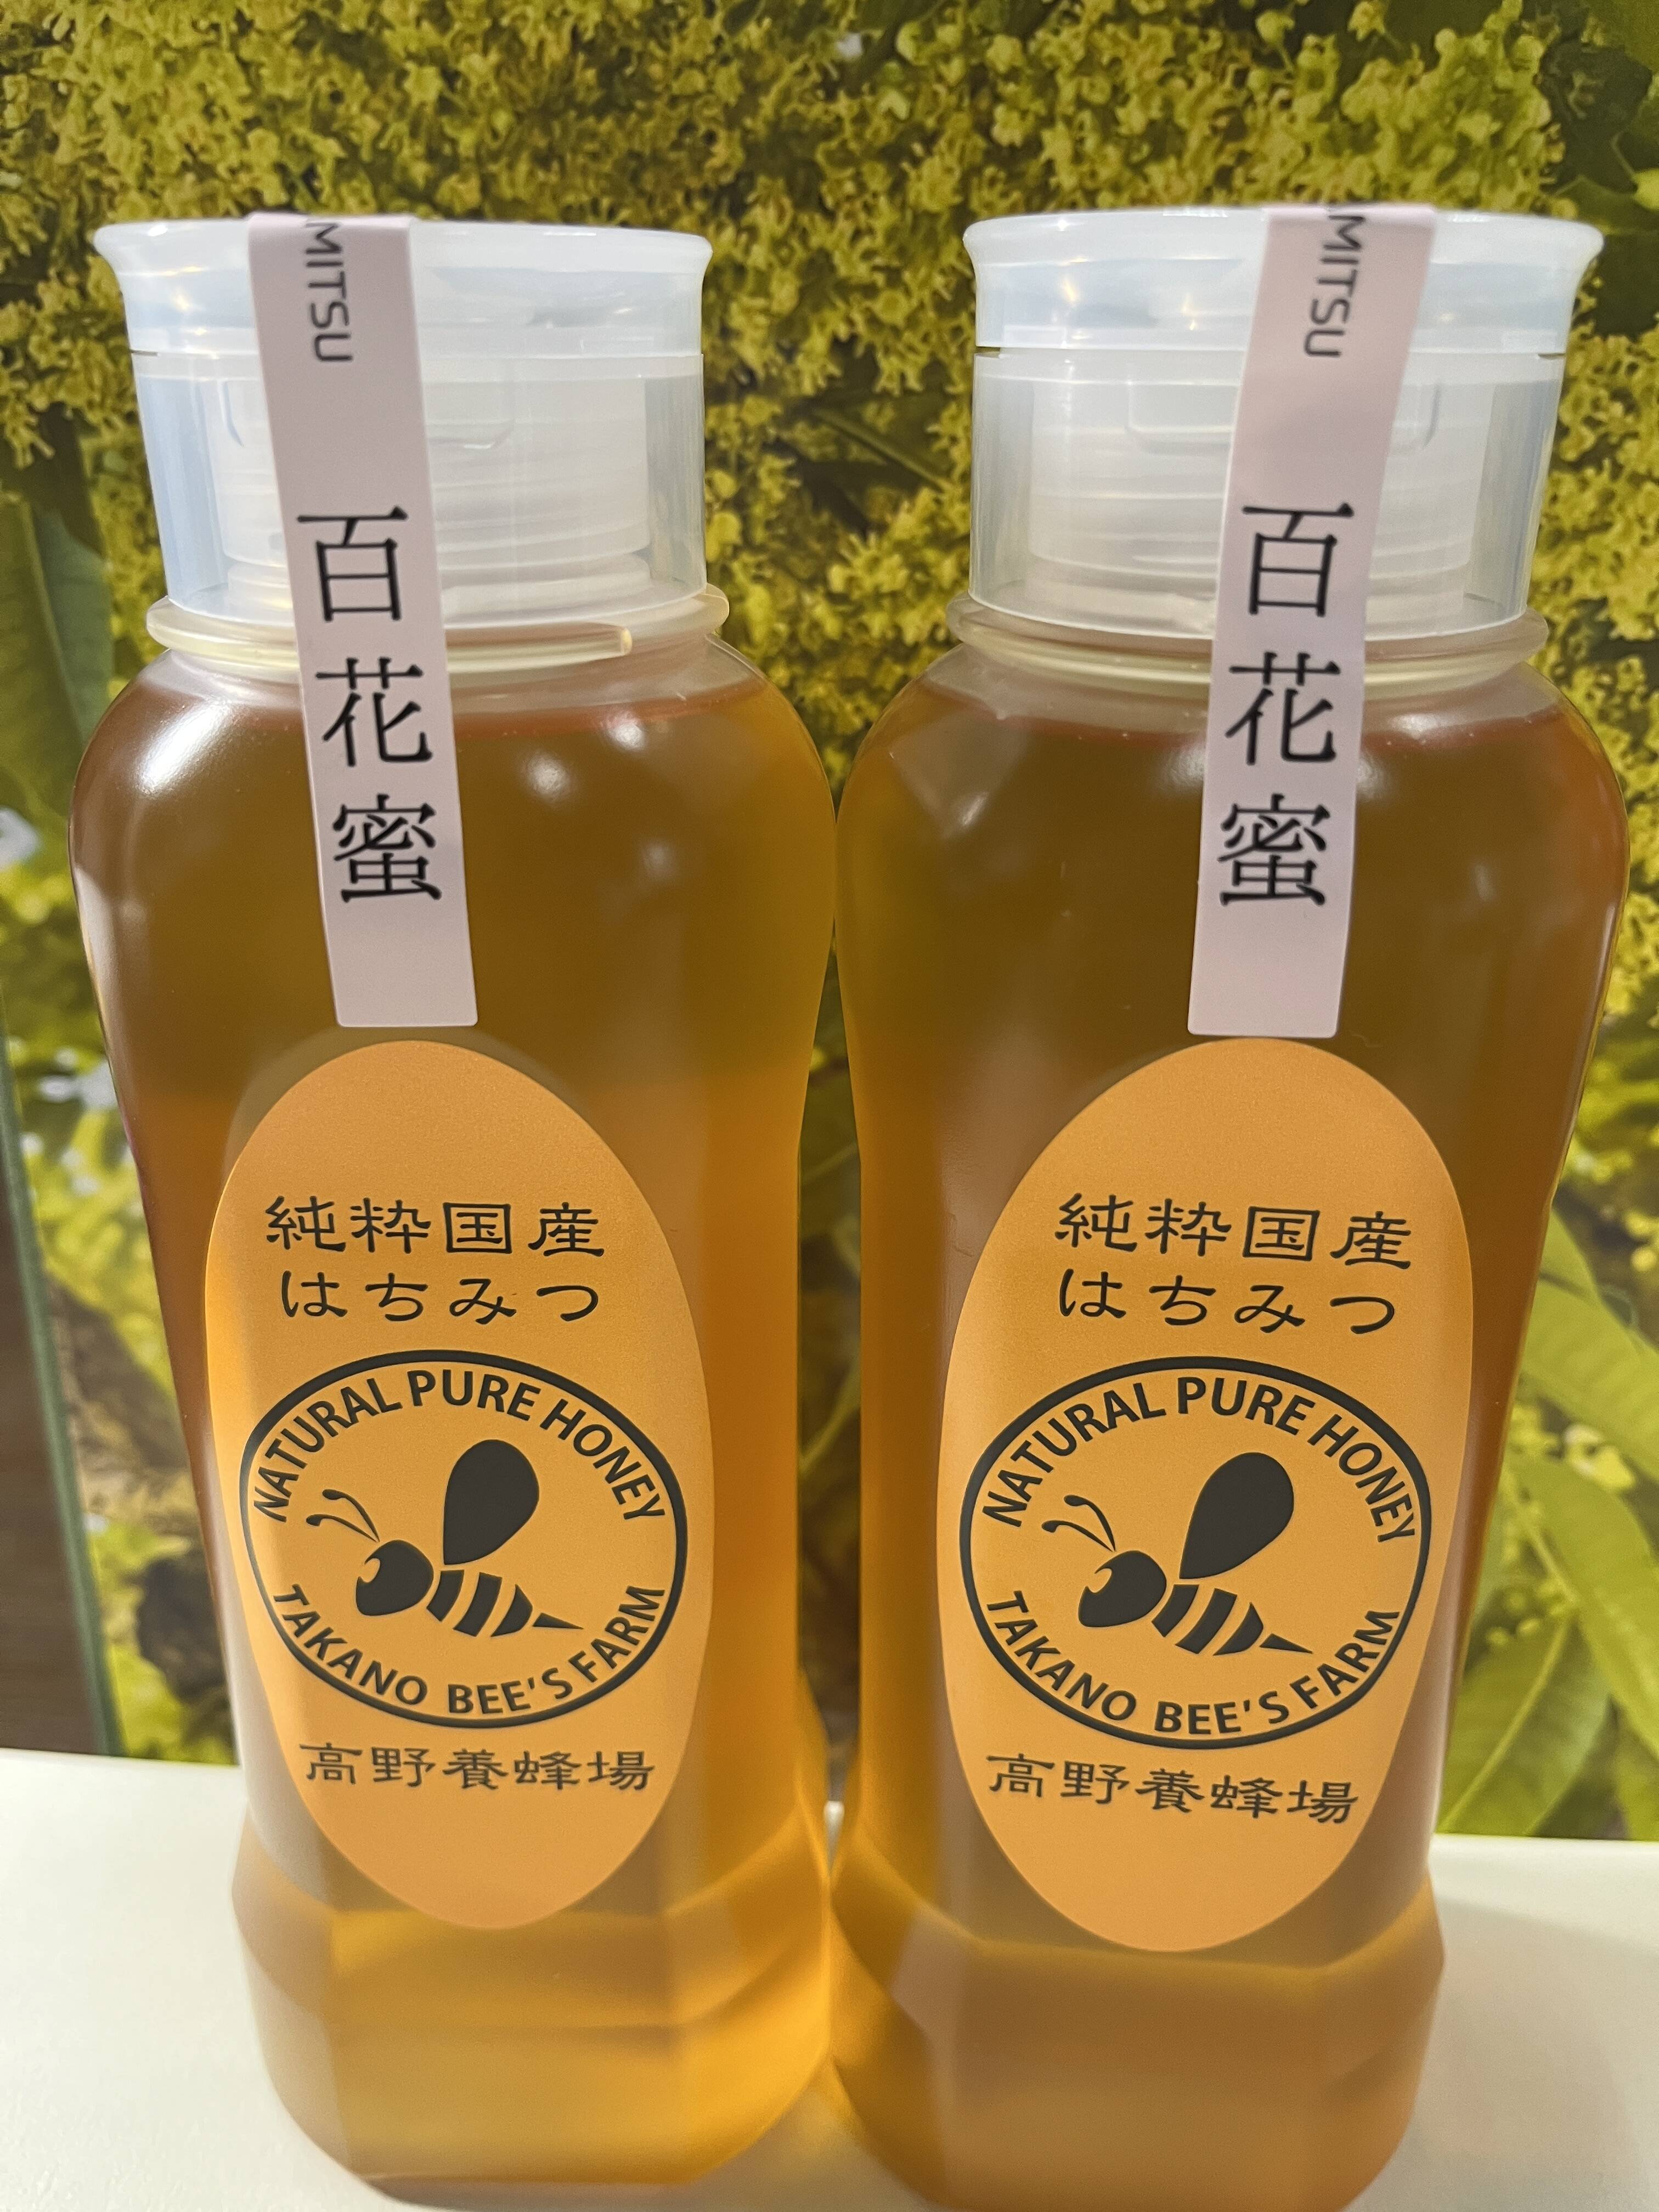 MITSU
百花蜜
純粋国産
はちみつ
NATURAL PURE HONEY
TAKANO BEE'S FARM
高野養蜂場
MITSU
百花蜜
純粋国産
はちみつ
NATURAL PURE HONEY
TAKANO BEE'S FARM
高野養蜂場